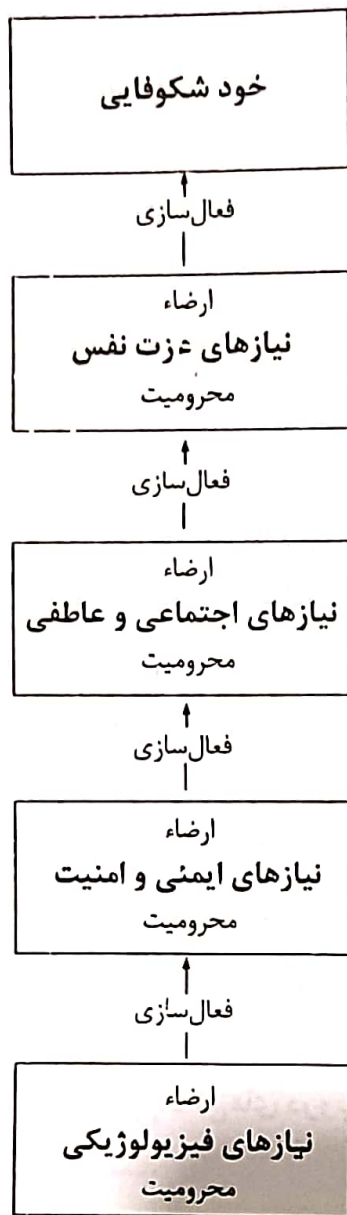 خود شکوفایی
فعال‌سازی
ارضاء
نیازهای عزت نفس
محرومیت
فعال‌سازی
ارضاء
نیازهای اجتماعی و عاطفی
محرومیت
فعال‌سازی
ارضاء
نیازهای ایمنی و امنیت
محرومیت
فعال‌سازی
ارضاء
نیازهای فیزیولوژیکی
محرومیت